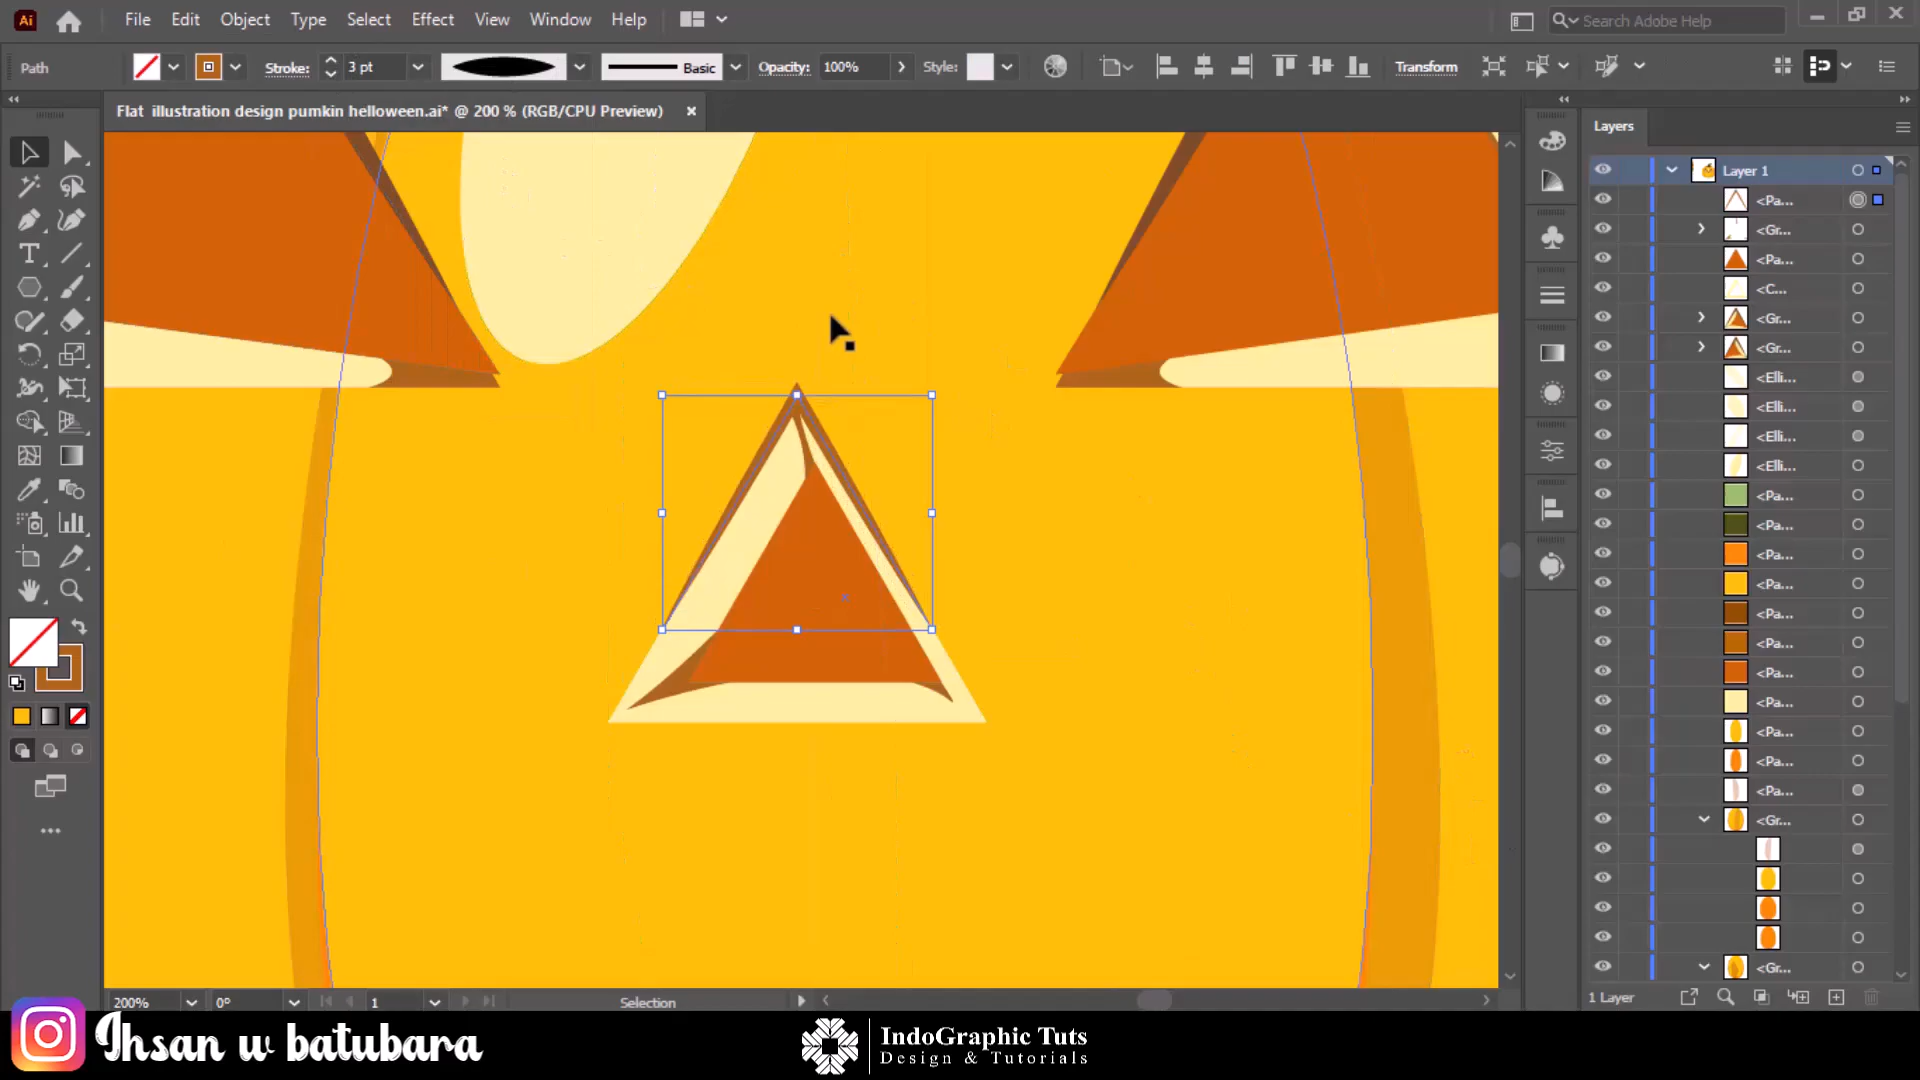 Ai File Edit Object Type Select Effect View Window Help Search Adobe Help
Path Stroke: 3 pt Basic Opacity: 100% Style: Transform
Flat illustration design pumkin helloween.ai* @ 200 % (RGB/CPU Preview)
Layers
Layer 1
<Pa...
<Gr...
<Pa...
<C...
<Gr...
<Gr...
<Elli...
<Elli...
<Elli...
<Elli...
<Pa...
<Pa...
<Pa...
<Pa...
<Pa...
<Pa...
<Pa...
<Pa...
<Pa...
<Pa...
<Pa...
<Gr...
<Gr...
200% 0° 1 Selection
1 Layer
Ihsan w batubara
IndoGraphic Tuts
Design & Tutorials